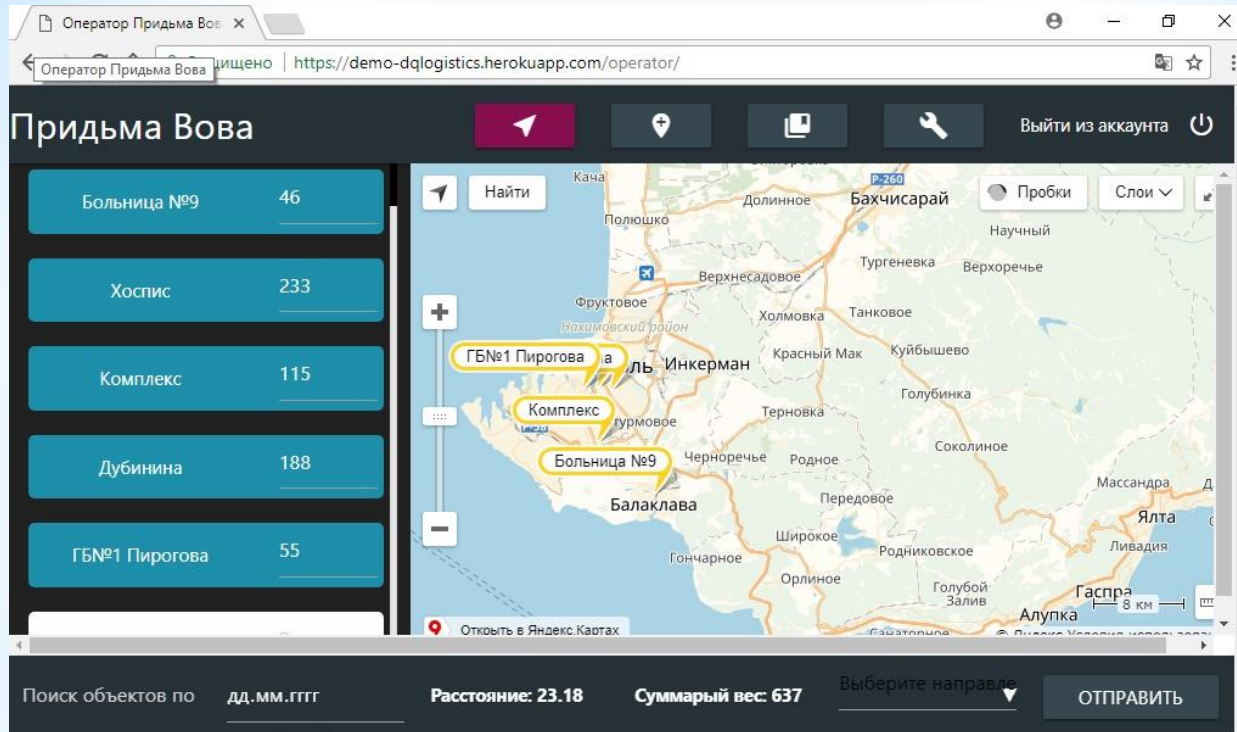 Оператор Придьма Вов
https://demo-dqlogistics.herokuapp.com/operator/
Оператор Придьма Вова
Придьма Вова
Выйти из аккаунта
Больница №9 46
Хоспис 233
Комплекс 115
Дубинина 188
ГБ№1 Пирогова 55
Найти
Пробки
Слои
Кача
Р-260
Долинное
Бахчисарай
Полюшко
Научный
Тургеневка
Верхоречье
Верхнесадовое
Фруктовое
Холмовка
Танковое
Нахимовский район
ГБ№1 Пирогова
Инкерман
Красный Мак
Куйбышево
Голубинка
Комплекс
Терновка
Соколиное
Больница №9
Черноречье
Родное
Массандра
Балаклава
Передовое
Ялта
Широкое
Родниковское
Ливадия
Гончарное
Орлиное
Голубой
Залив
Гаспра
8 км
Алупка
Открыть в Яндекс.Картах
Поиск объектов по дд.мм.гггг
Расстояние: 23.18
Суммарый вес: 637
Выберите направле
ОТПРАВИТЬ